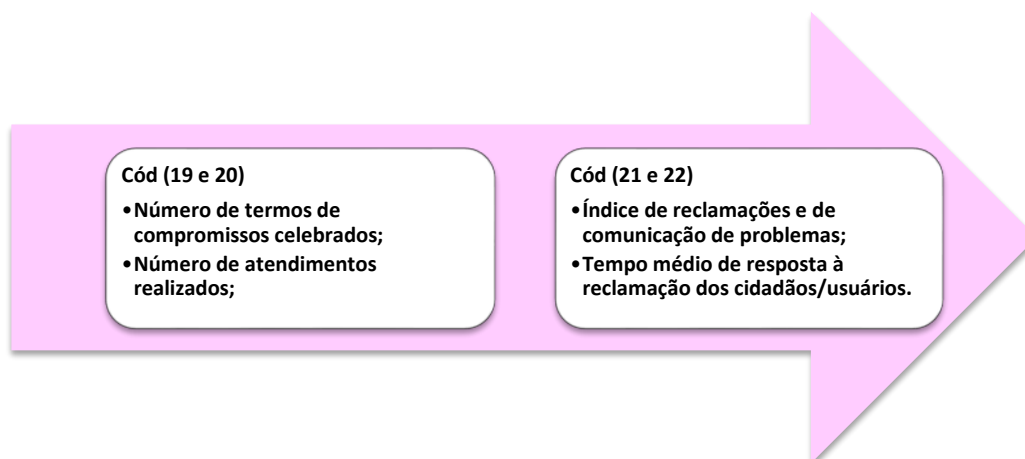 Cód (19 e 20)
•Número de termos de
compromissos celebrados;
•Número de atendimentos
realizados;
Cód (21 e 22)
•Índice de reclamações e de
comunicação de problemas;
•Tempo médio de resposta à
reclamação dos cidadãos/usuários.